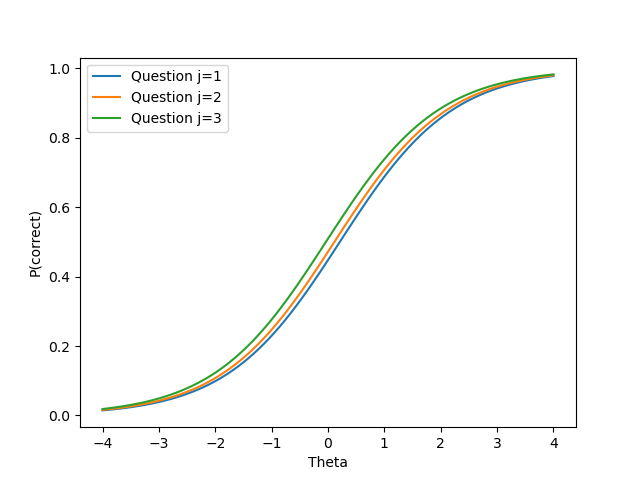 Question j=1
Question j=2
Question j=3
1.0
0.8
0.6
0.4
0.2
0.0
P(correct)
−4 −3 −2 −1 0 1 2 3 4
Theta